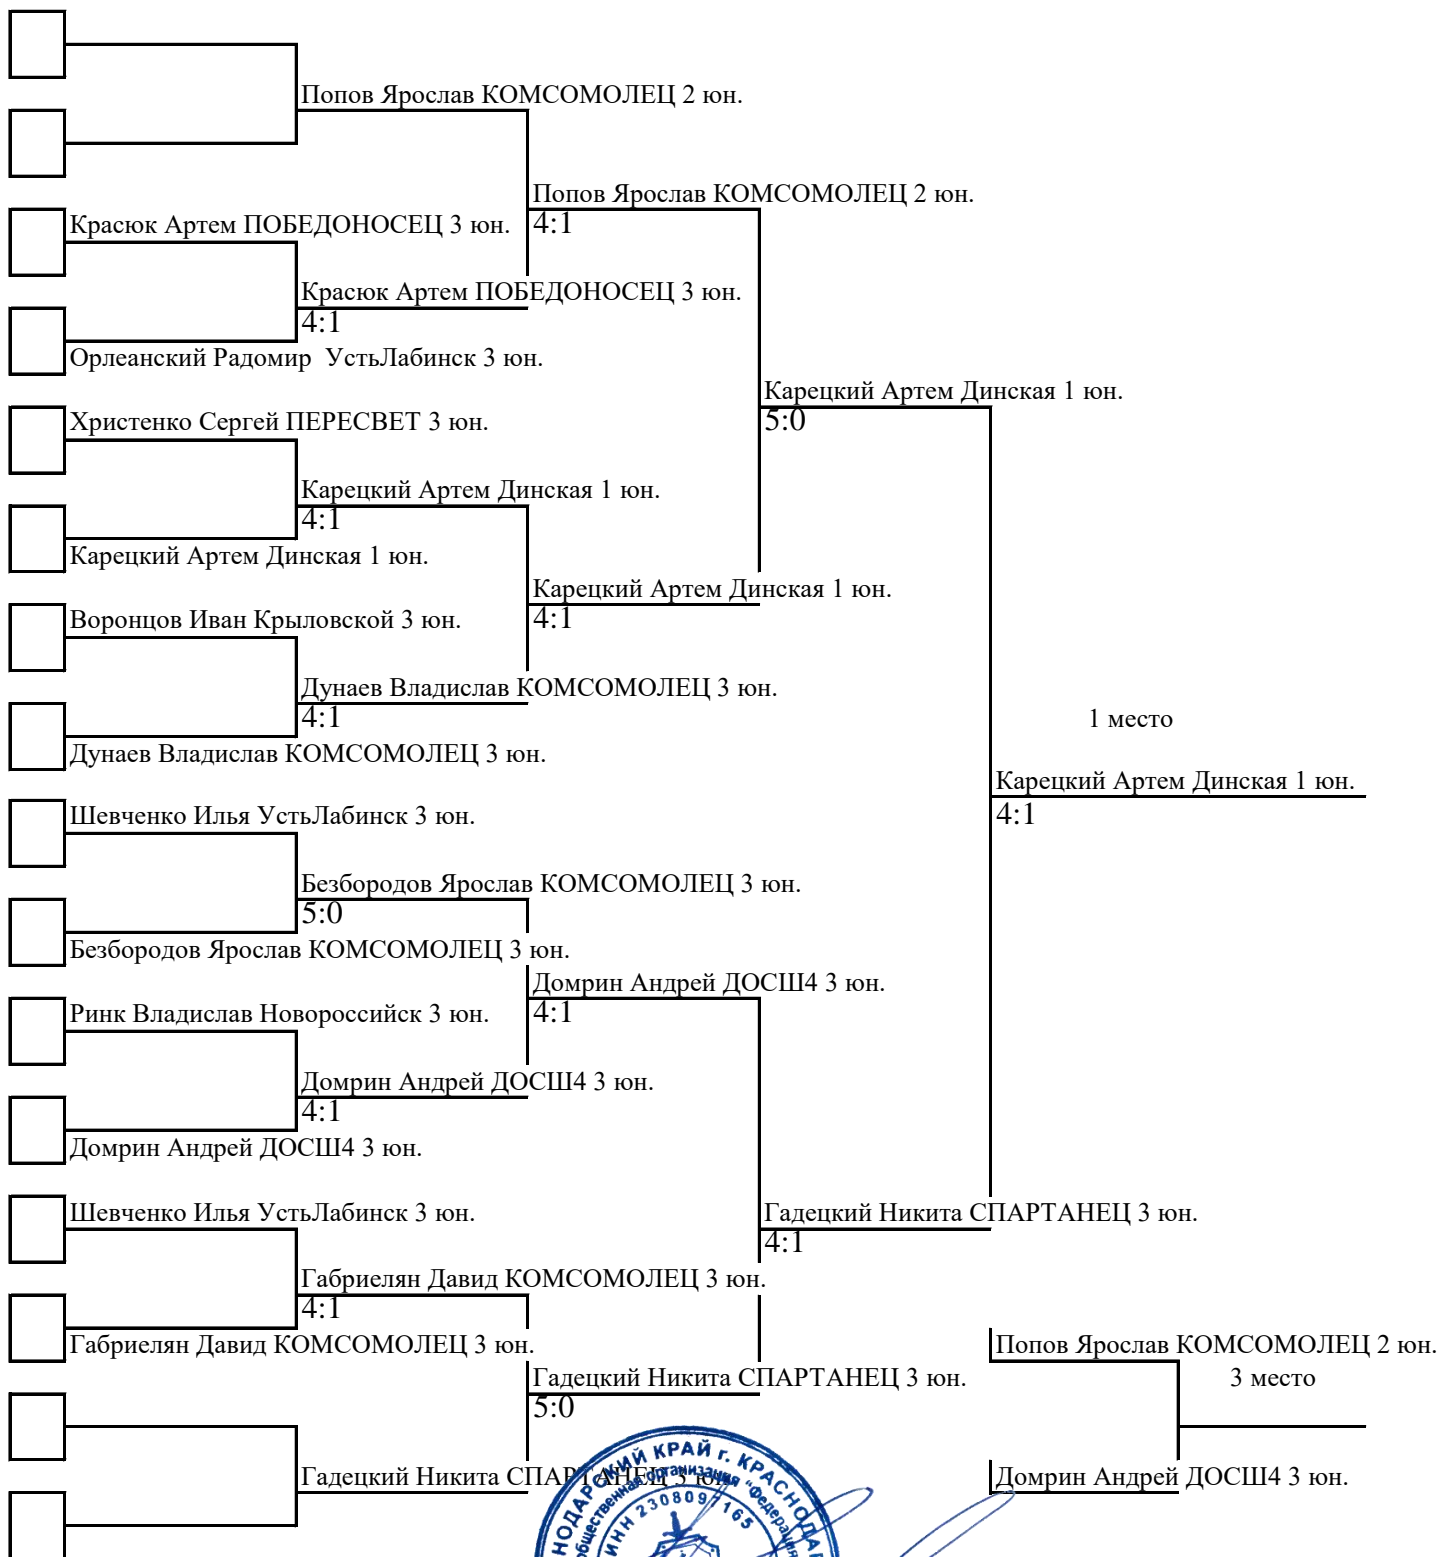 Попов Ярослав КОМСОМОЛЕЦ 2 юн.
Попов Ярослав КОМСОМОЛЕЦ 2 юн.
4:1
Красюк Артем ПОБЕДОНОСЕЦ 3 юн.
Красюк Артем ПОБЕДОНОСЕЦ 3 юн.
4:1
Орлеанский Радомир УстьЛабинск 3 юн.
Карецкий Артем Динская 1 юн.
5:0
Христенко Сергей ПЕРЕСВЕТ 3 юн.
Карецкий Артем Динская 1 юн.
4:1
Карецкий Артем Динская 1 юн.
Карецкий Артем Динская 1 юн.
4:1
Воронцов Иван Крыловской 3 юн.
Дунаев Владислав КОМСОМОЛЕЦ 3 юн.
4:1
Дунаев Владислав КОМСОМОЛЕЦ 3 юн.
1 место
Карецкий Артем Динская 1 юн.
4:1
Шевченко Илья УстьЛабинск 3 юн.
Безбородов Ярослав КОМСОМОЛЕЦ 3 юн.
5:0
Безбородов Ярослав КОМСОМОЛЕЦ 3 юн.
Домрин Андрей ДОСШ4 3 юн.
4:1
Ринк Владислав Новороссийск 3 юн.
Домрин Андрей ДОСШ4 3 юн.
4:1
Домрин Андрей ДОСШ4 3 юн.
Шевченко Илья УстьЛабинск 3 юн.
Гадецкий Никита СПАРТАНЕЦ 3 юн.
4:1
Габриелян Давид КОМСОМОЛЕЦ 3 юн.
4:1
Габриелян Давид КОМСОМОЛЕЦ 3 юн.
Попов Ярослав КОМСОМОЛЕЦ 2 юн.
3 место
Гадецкий Никита СПАРТАНЕЦ 3 юн.
5:0
Гадецкий Никита СПАРТАНЕЦ 3 юн.
Домрин Андрей ДОСШ4 3 юн.
КРАЙ г.
общественная организация "Федерация
ИНН 2308097165